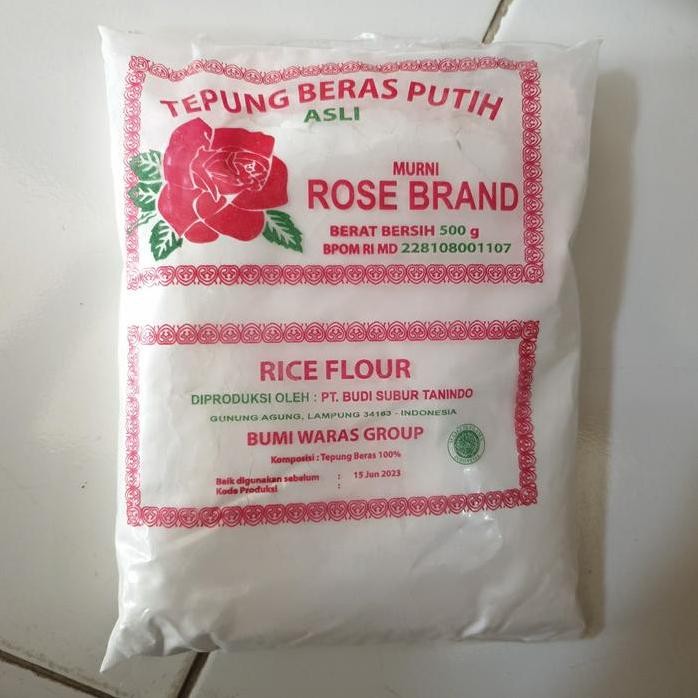 TEPUNG BERAS PUTIH
ASLI
MURNI
ROSE BRAND
BERAT BERSIH 500 g
BPOM RI MD 228108001107
RICE FLOUR
DIPRODUKSI OLEH : PT. BUDI SUBUR TANINDO
GUNUNG AGUNG, LAMPUNG 34163 - INDONESIA
BUMI WARAS GROUP
Komposisi : Tepung Beras 100%
Baik digunakan sebelum : 15 Jun 2023
Kode Produksi :